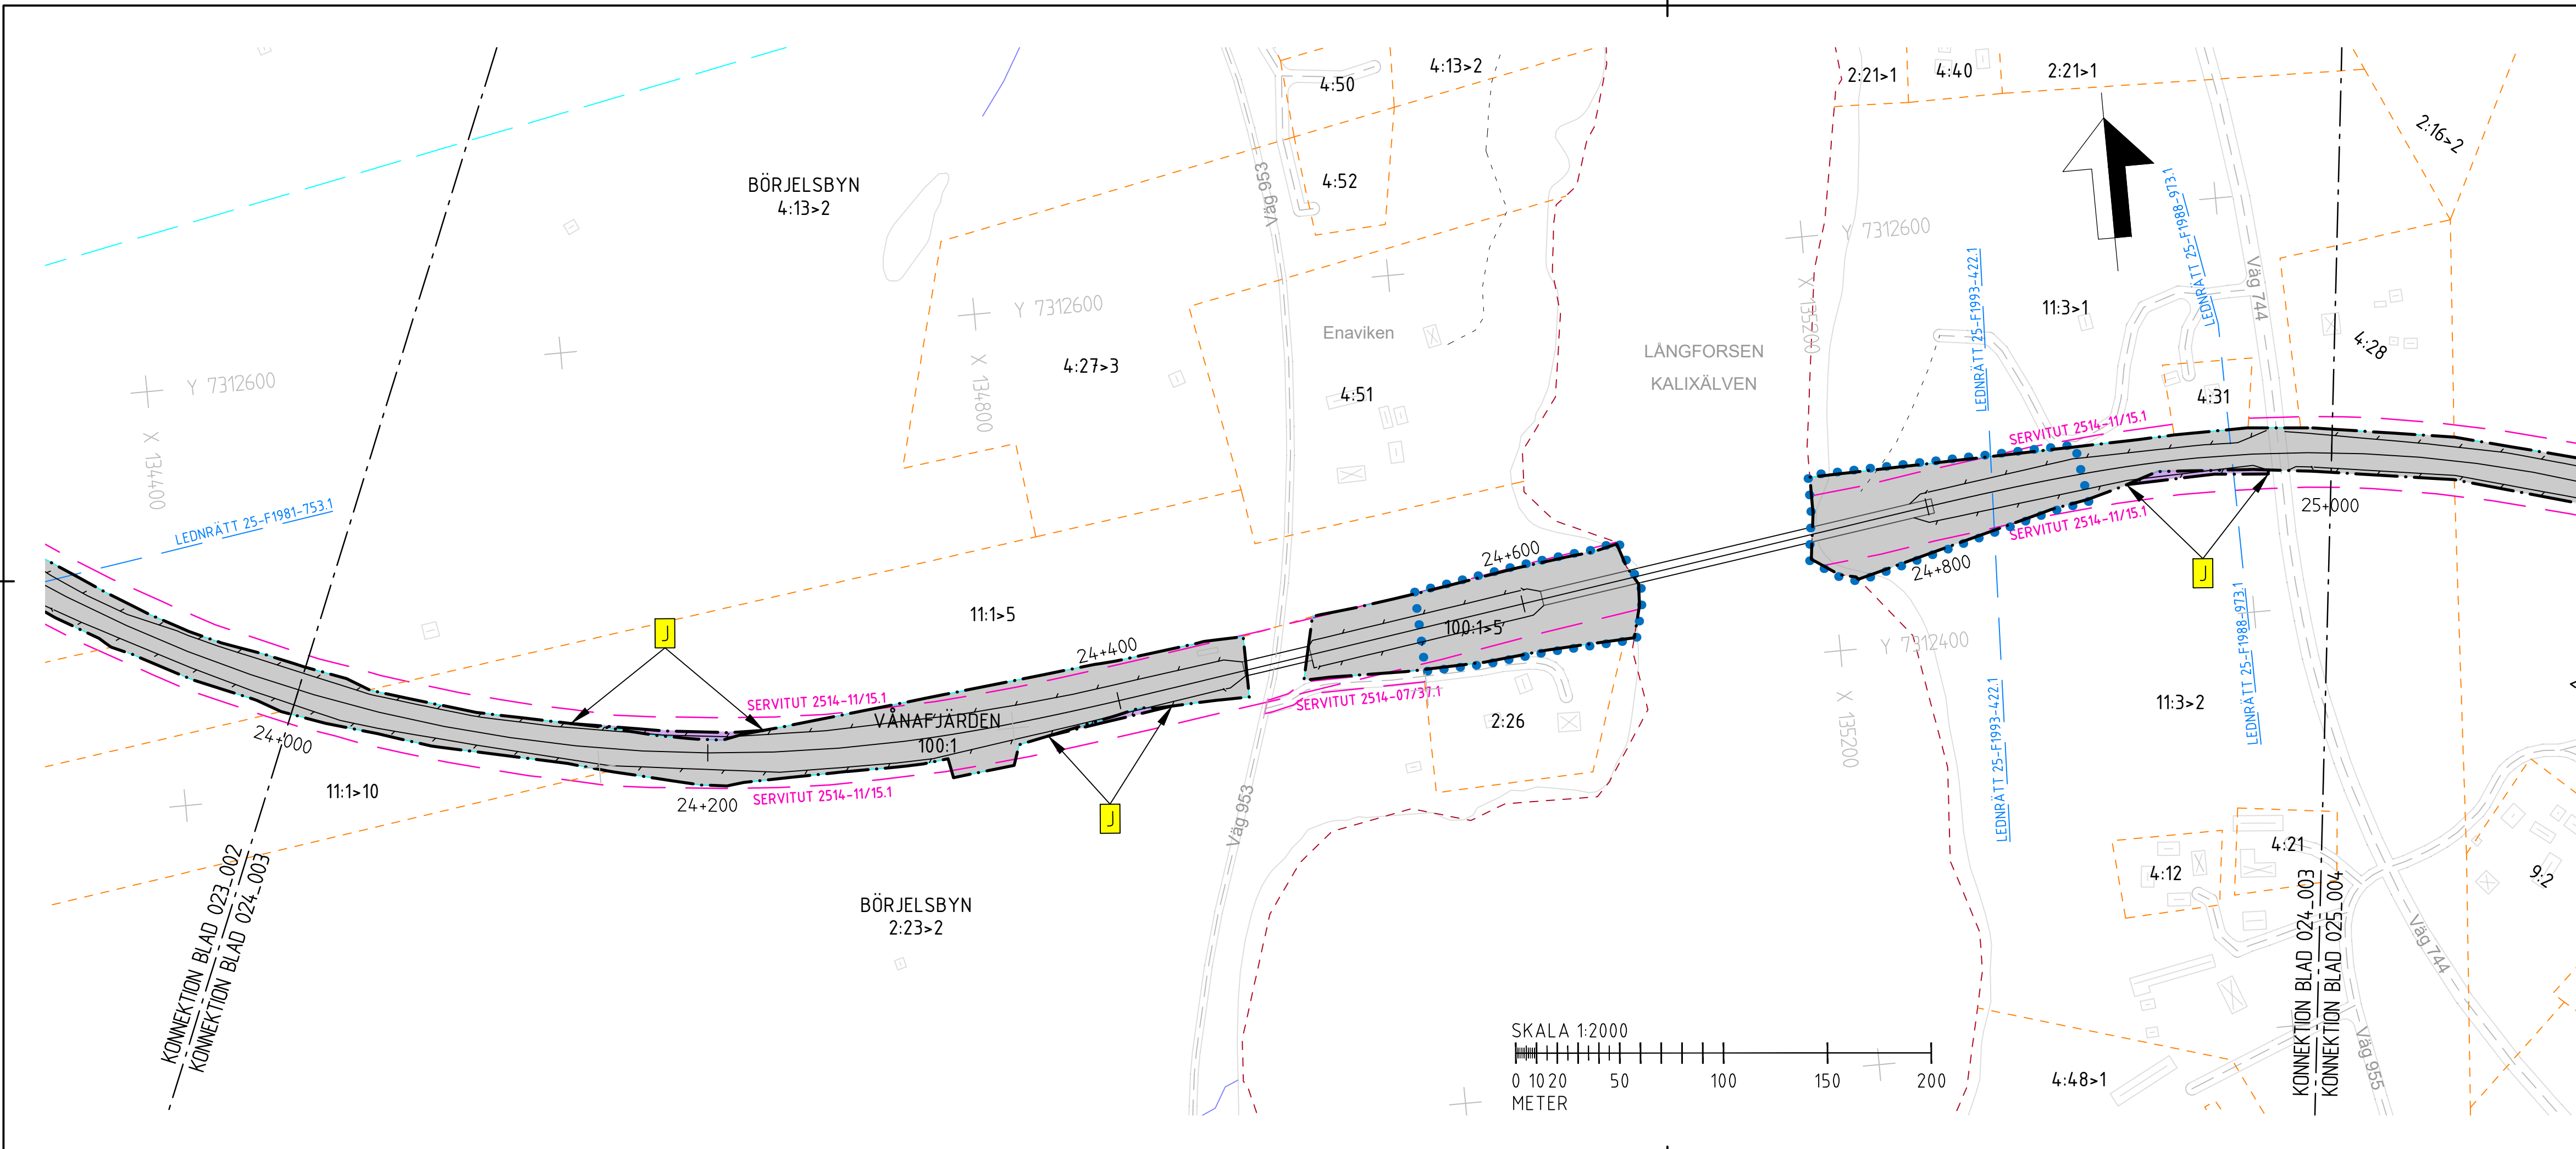 4:50
4:13>2
2:21>1
4:40
2:21>1
2:16>2
BÖRJELSBYN
4:13>2
4:52
Väg 953
Y 7312600
LEDNRÄTT 25-F1993-422.1
LEDNRÄTT 25-F1988-973.1
Väg 744
X 135200
11:3>1
Y 7312600
X 134800
4:27>3
Enaviken
4:51
LÅNGFORSEN
KALIXÄLVEN
4:28
4:31
Y 7312600
X 134400
LEDNRÄTT 25-F1981-753.1
SERVITUT 2514-11/15.1
SERVITUT 2514-11/15.1
25+000
24+600
24+800
J
J
11:1>5
100:1>5
24+400
SERVITUT 2514-11/15.1
SERVITUT 2514-07/37.1
VÅNAFJÄRDEN
100:1
24+000
24+200
SERVITUT 2514-11/15.1
11:1>10
J
2:26
Y 7312400
X 135200
11:3>2
LEDNRÄTT 25-F1993-422.1
LEDNRÄTT 25-F1988-973.1
Väg 953
BÖRJELSBYN
2:23>2
4:12
4:21
9:2
Väg 744
Väg 955
4:48>1
KONNEKTION BLAD 023_002
KONNEKTION BLAD 024_003
KONNEKTION BLAD 024_003
KONNEKTION BLAD 025_004
SKALA 1:2000
0 10 20 50 100 150 200
METER